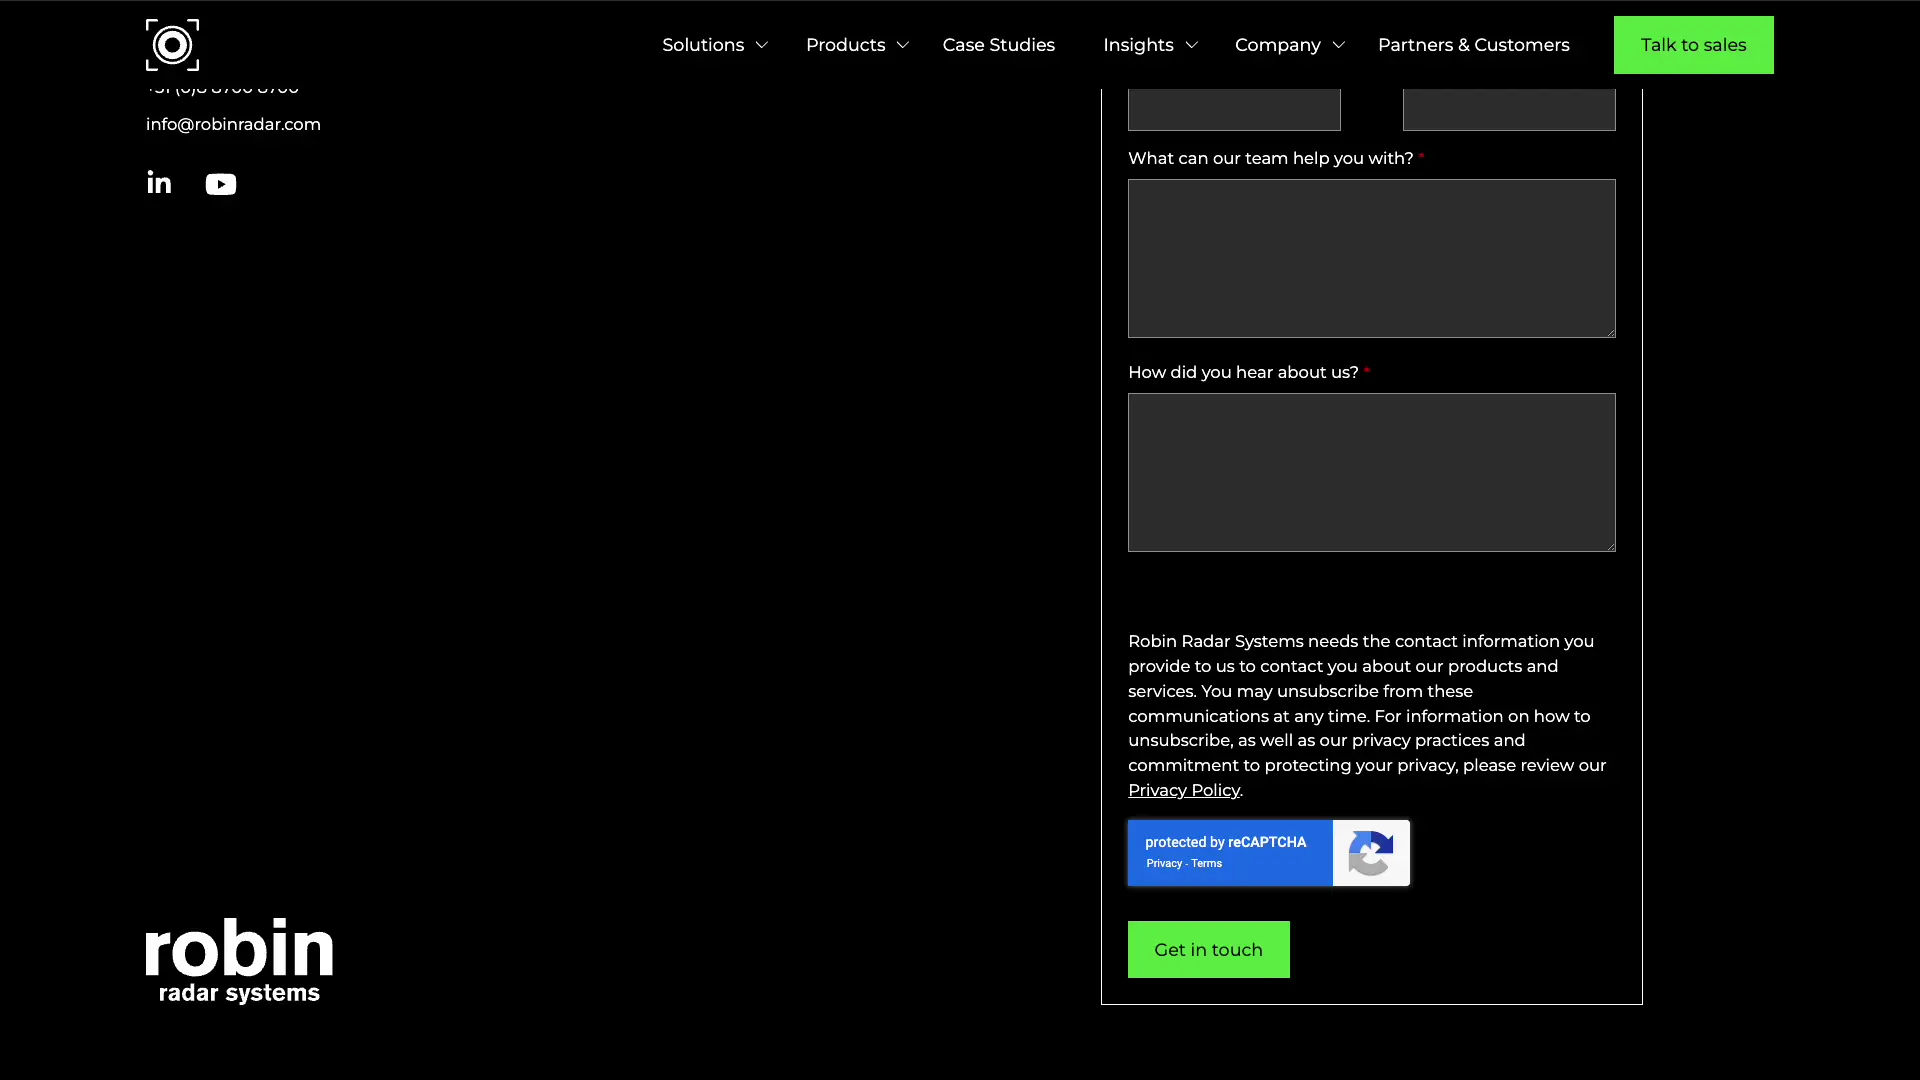 Solutions
Products
Case Studies
Insights
Company
Partners & Customers
Talk to sales
info@robinradar.com
What can our team help you with? *
How did you hear about us? *
Robin Radar Systems needs the contact information you
provide to us to contact you about our products and
services. You may unsubscribe from these
communications at any time. For information on how to
unsubscribe, as well as our privacy practices and
commitment to protecting your privacy, please review our
Privacy Policy.
protected by reCAPTCHA
Privacy - Terms
Get in touch
robin
radar systems